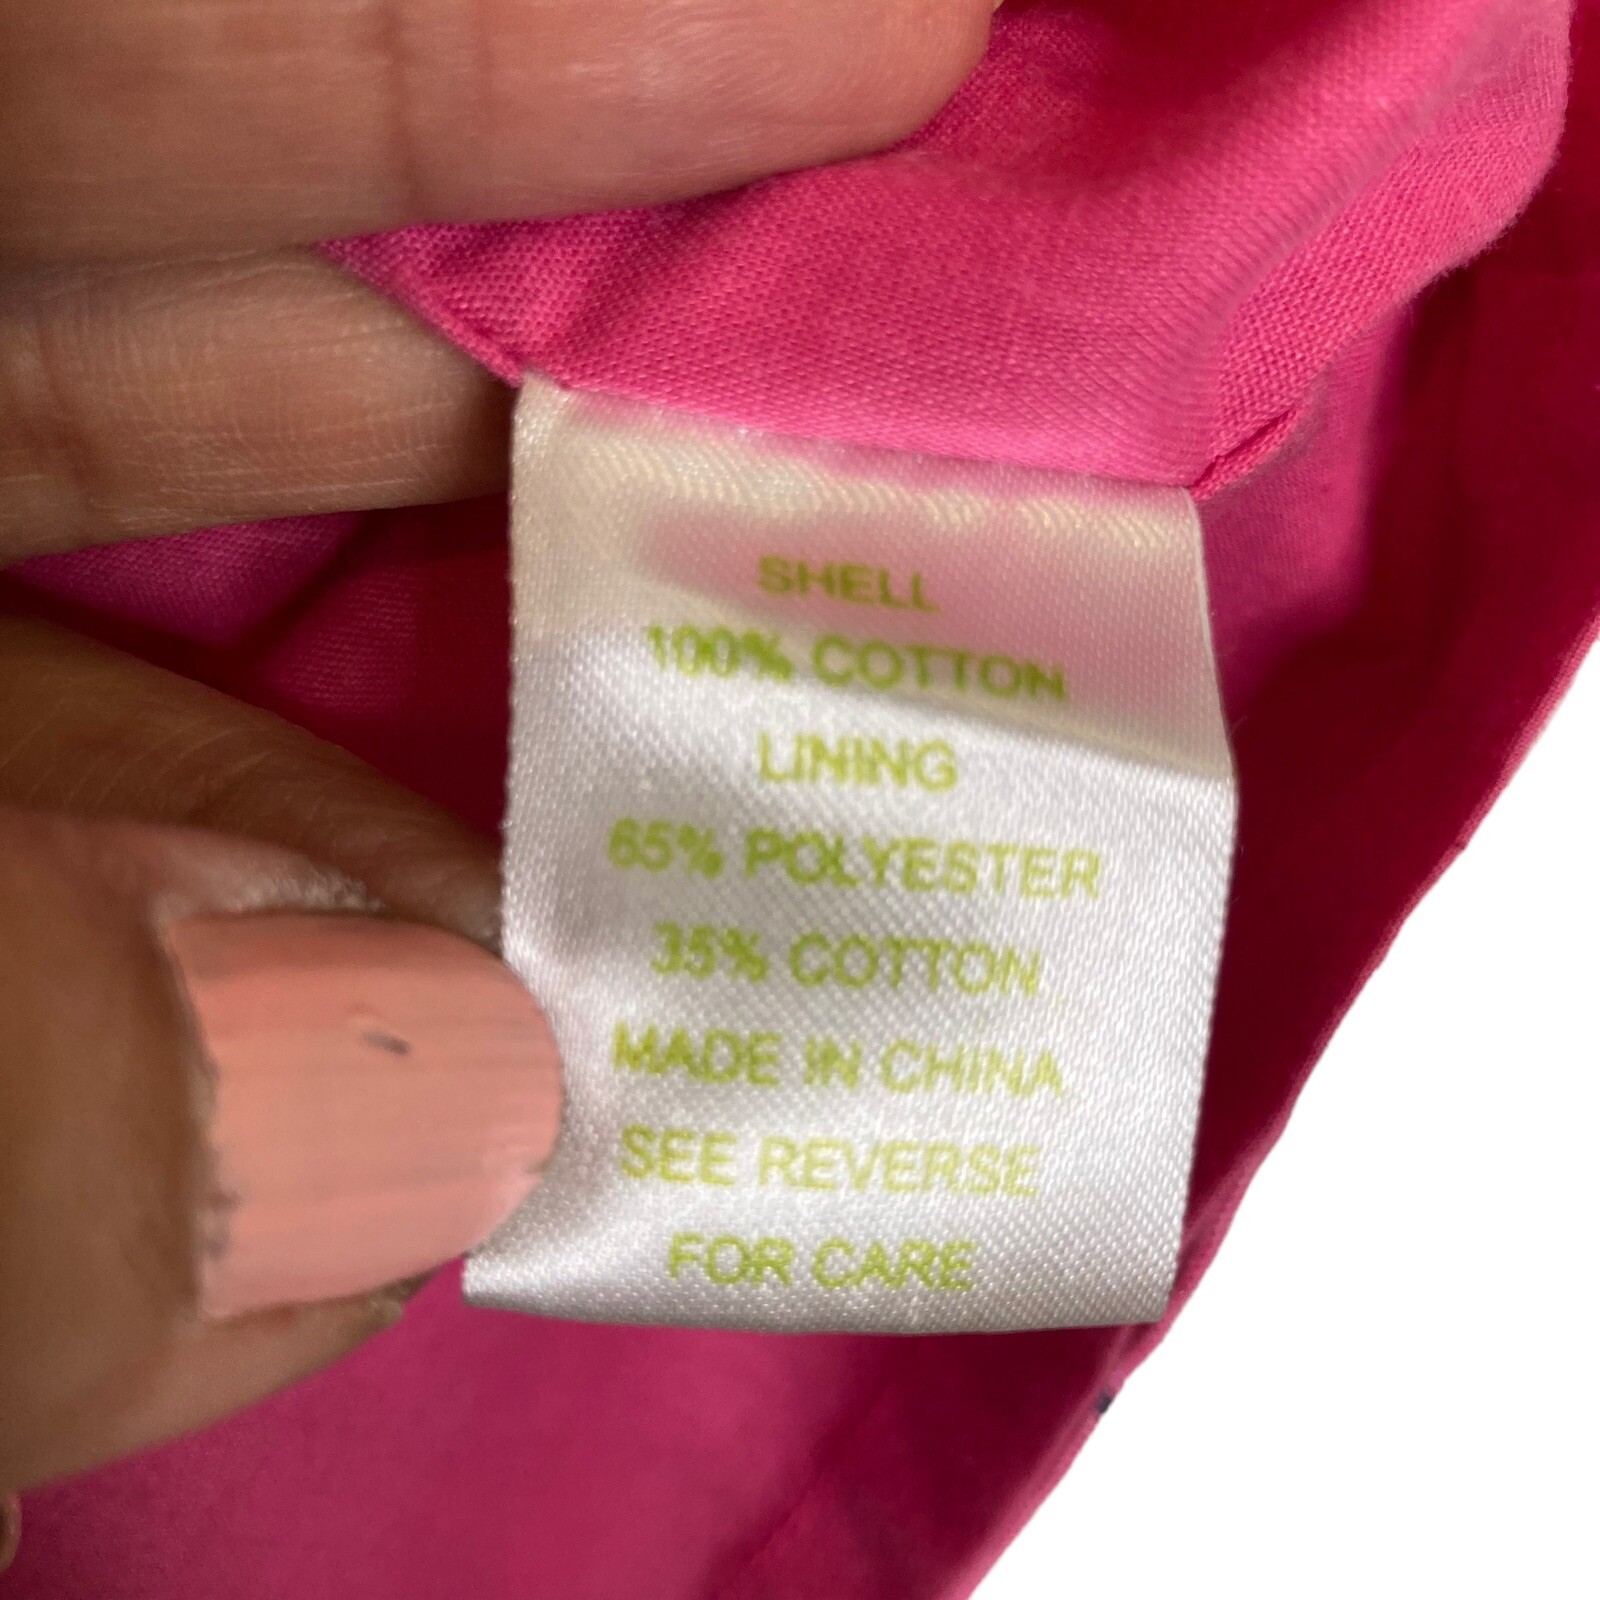 SHELL
100% COTTON
LINING
65% POLYESTER
35% COTTON
MADE IN CHINA
SEE REVERSE
FOR CARE